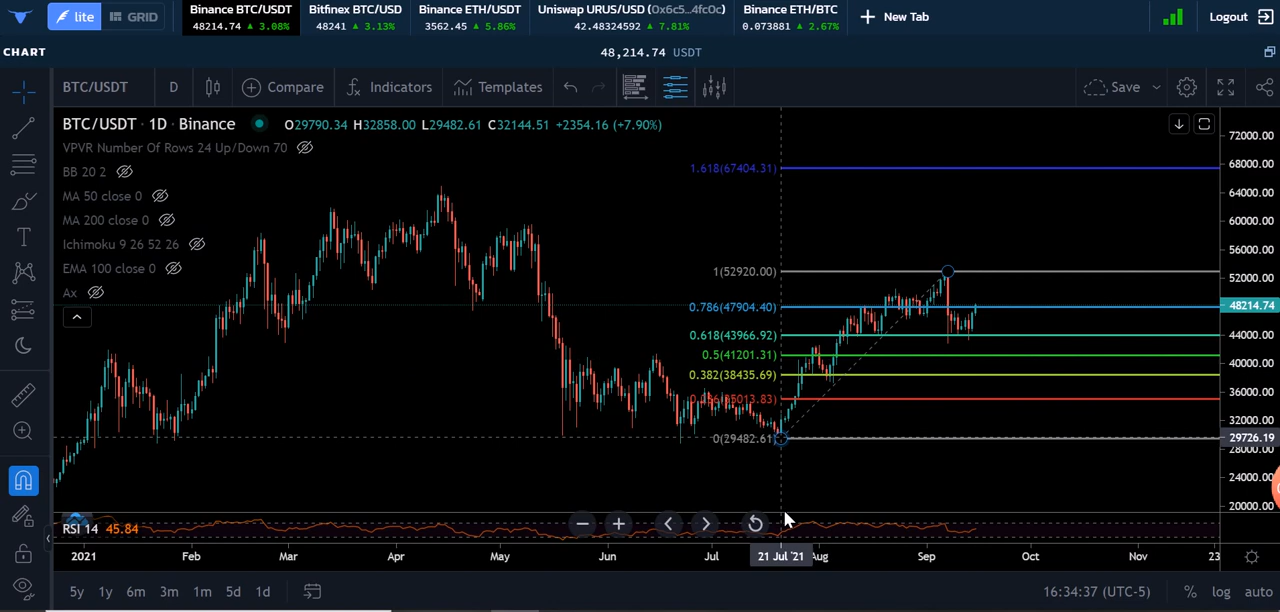 lite GRID Binance BTC/USDT Bitfinex BTC/USD Binance ETH/USDT Uniswap URUS/USD (0x6c5...4fc0c) Binance ETH/BTC New Tab Logout
48214.74 ▲ 3.08% 48241 ▲ 3.13% 3562.45 ▲ 5.86% 42.48324592 ▲ 7.81% 0.073881 ▲ 2.67%
CHART 48,214.74 USDT
BTC/USDT D Compare Indicators Templates Save
BTC/USDT · 1D · Binance O29790.34 H32858.00 L29482.61 C32144.51 +2354.16 (+7.90%)
VPVR Number Of Rows 24 Up/Down 70
BB 20 2
MA 50 close 0
MA 200 close 0
Ichimoku 9 26 52 26
EMA 100 close 0
Ax
72000.00
68000.00
64000.00
60000.00
56000.00
52000.00
48214.74
44000.00
40000.00
36000.00
32000.00
29726.19
28000.00
24000.00
20000.00
1.618(67404.31)
1(52920.00)
0.786(47904.40)
0.618(43966.92)
0.5(41201.31)
0.382(38435.69)
0(29482.61)
RSI 14 45.84
2021 Feb Mar Apr May Jun Jul 21 Jul '21 Aug Sep Oct Nov 23
5y 1y 6m 3m 1m 5d 1d 16:34:37 (UTC-5) % log auto